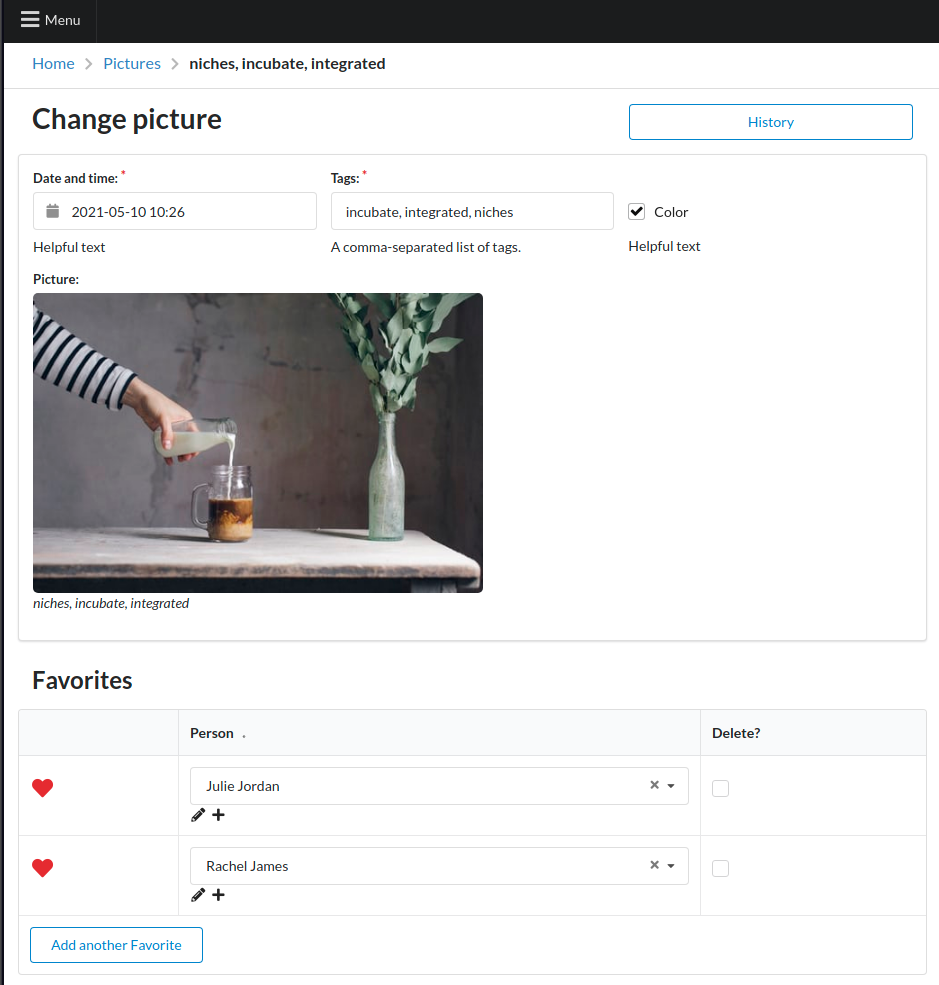 Menu
Home Pictures niches, incubate, integrated
Change picture
History
Date and time: * Tags: *
2021-05-10 10:26 incubate, integrated, niches Color
Helpful text A comma-separated list of tags. Helpful text
Picture:
niches, incubate, integrated
Favorites
Person . Delete?
Julie Jordan
Rachel James
Add another Favorite